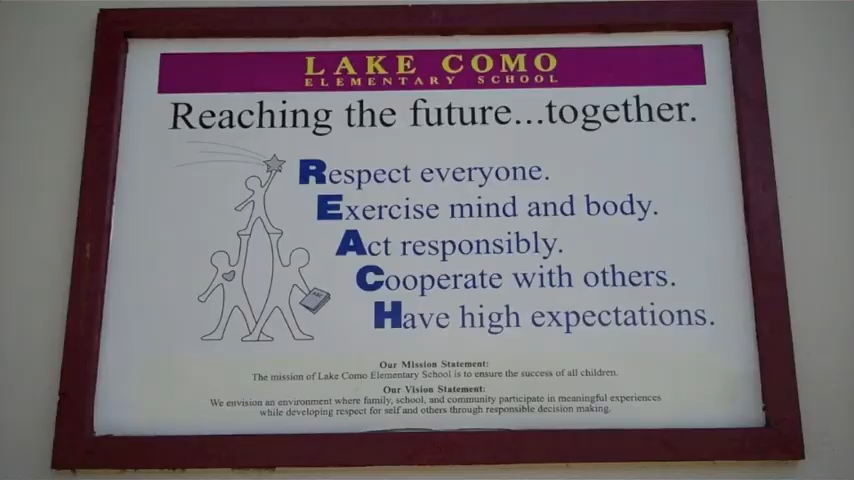 LAKE COMO
ELEMENTARY SCHOOL
Reaching the future...together.
Respect everyone.
Exercise mind and body.
Act responsibly.
Cooperate with others.
Have high expectations.
Our Mission Statement:
The mission of Lake Como Elementary School is to ensure the success of all children.
Our Vision Statement:
We envision an environment where family, school, and community participate in meaningful experiences
while developing respect for self and others through responsible decision making.